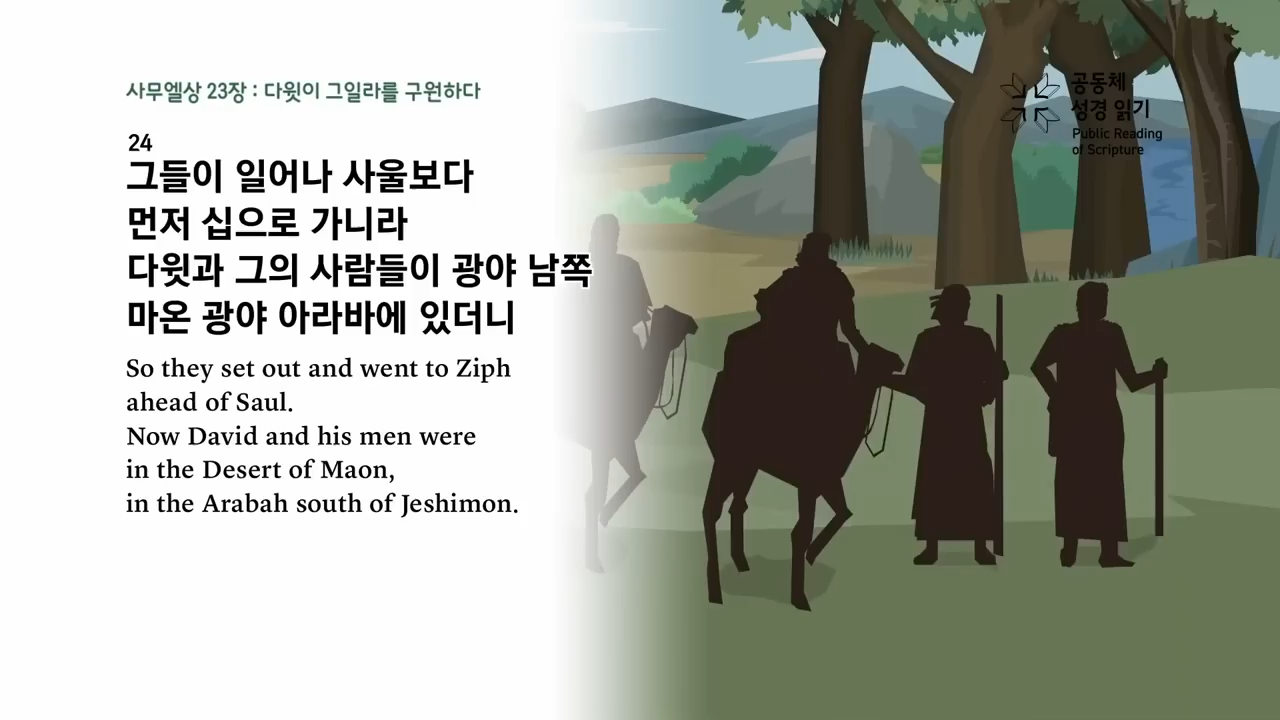 사무엘상 23장 : 다윗이 그일라를 구원하다
24
그들이 일어나 사울보다
먼저 십으로 가니라
다윗과 그의 사람들이 광야 남쪽
마온 광야 아라바에 있더니
So they set out and went to Ziph
ahead of Saul.
Now David and his men were
in the Desert of Maon,
in the Arabah south of Jeshimon.
공동체
성경 읽기
Public Reading
of Scripture